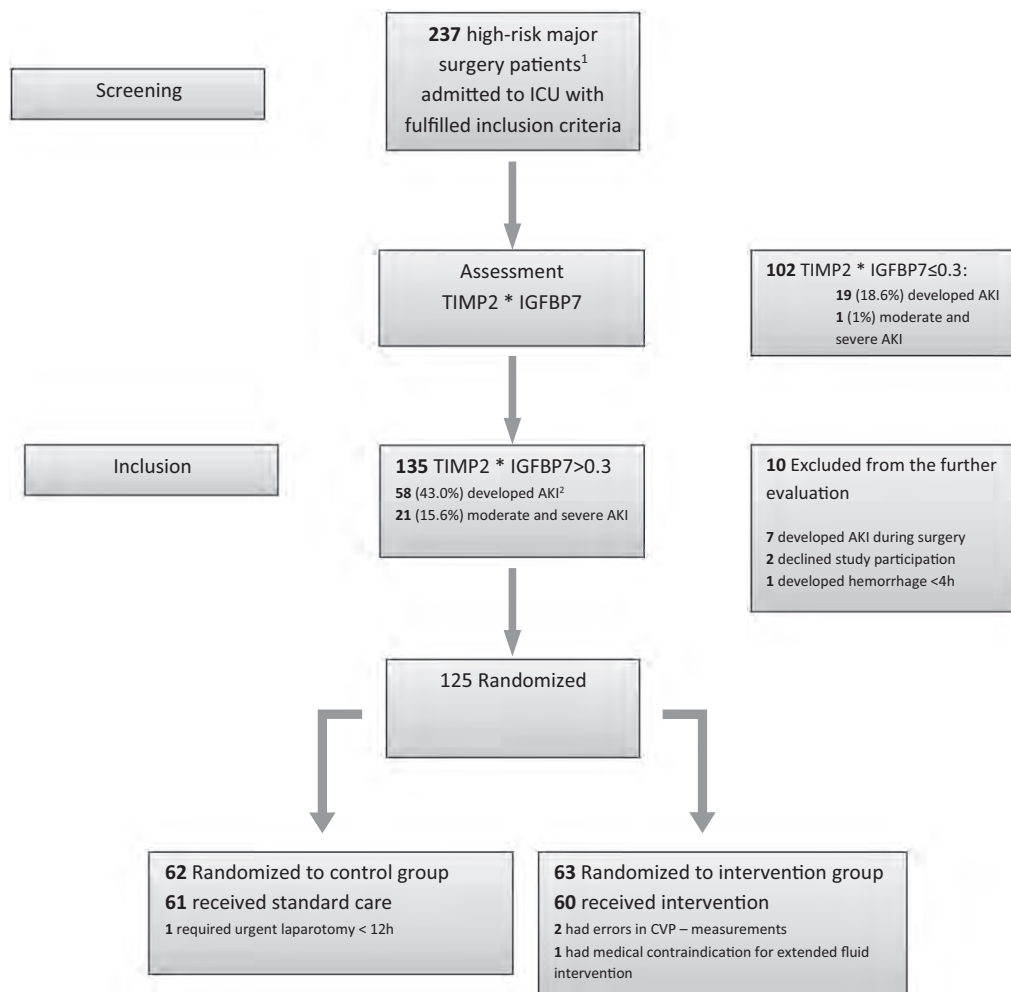 237 high-risk major
surgery patients1
admitted to ICU with
fulfilled inclusion criteria
Screening
Assessment
TIMP2 * IGFBP7
102 TIMP2 * IGFBP7≤0.3:
19 (18.6%) developed AKI
1 (1%) moderate and
severe AKI
Inclusion
135 TIMP2 * IGFBP7>0.3
58 (43.0%) developed AKI2
21 (15.6%) moderate and severe AKI
10 Excluded from the further
evaluation
7 developed AKI during surgery
2 declined study participation
1 developed hemorrhage <4h
125 Randomized
62 Randomized to control group
61 received standard care
1 required urgent laparotomy < 12h
63 Randomized to intervention group
60 received intervention
2 had errors in CVP – measurements
1 had medical contraindication for extended fluid
intervention